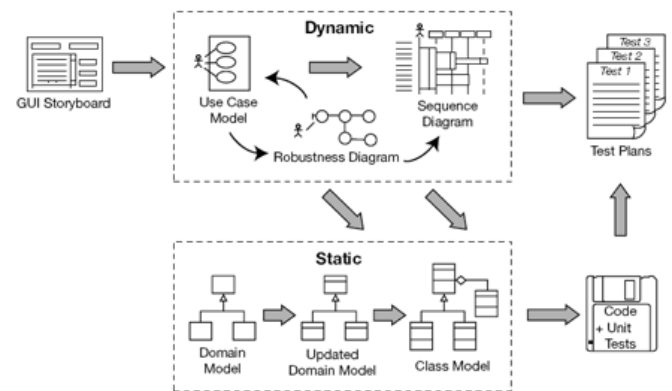 Dynamic
GUI Storyboard
Use Case
Model
Robustness Diagram
Sequence
Diagram
Test 3
Test 2
Test 1
Test Plans
Static
Domain
Model
Updated
Domain Model
Class Model
Code
+ Unit
Tests